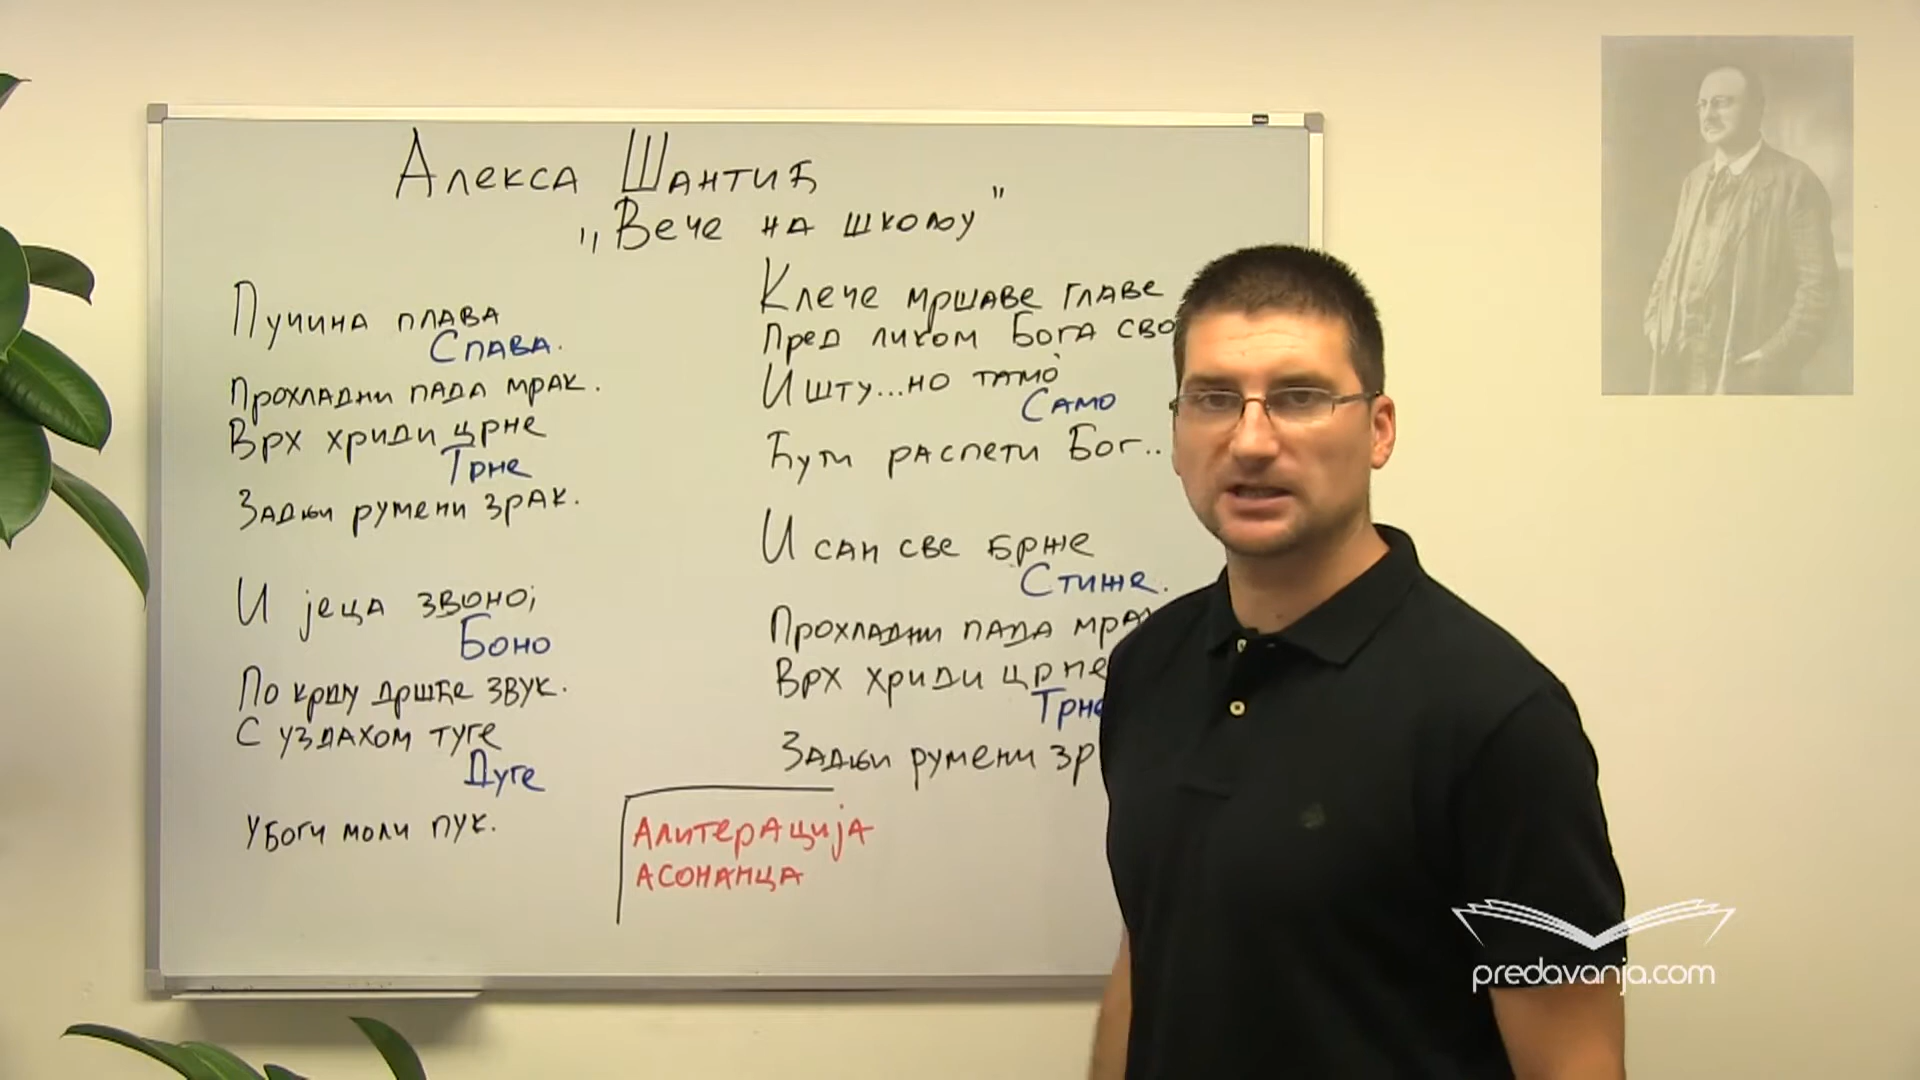 Алекса Шантић
„Вече на школју"
Пучина плава
Спава.
Прохладни пада мрак.
Врх хриди црне
Трне
Задњи румени зрак.
И јеца звоно;
Боно
По кршу дршће звук.
С уздахом туге
Дуге
Убоги моли пук.
Клече мршаве главе
Пред ликом Бога сво
Ишту...но тамо
Само
Ћути распети Бог..
И сан све брже
Стиже.
Прохладни пада мра
Врх хриди црне
Трне
Задњи румени зр
Алитерација
Асонанца
predavanja.com